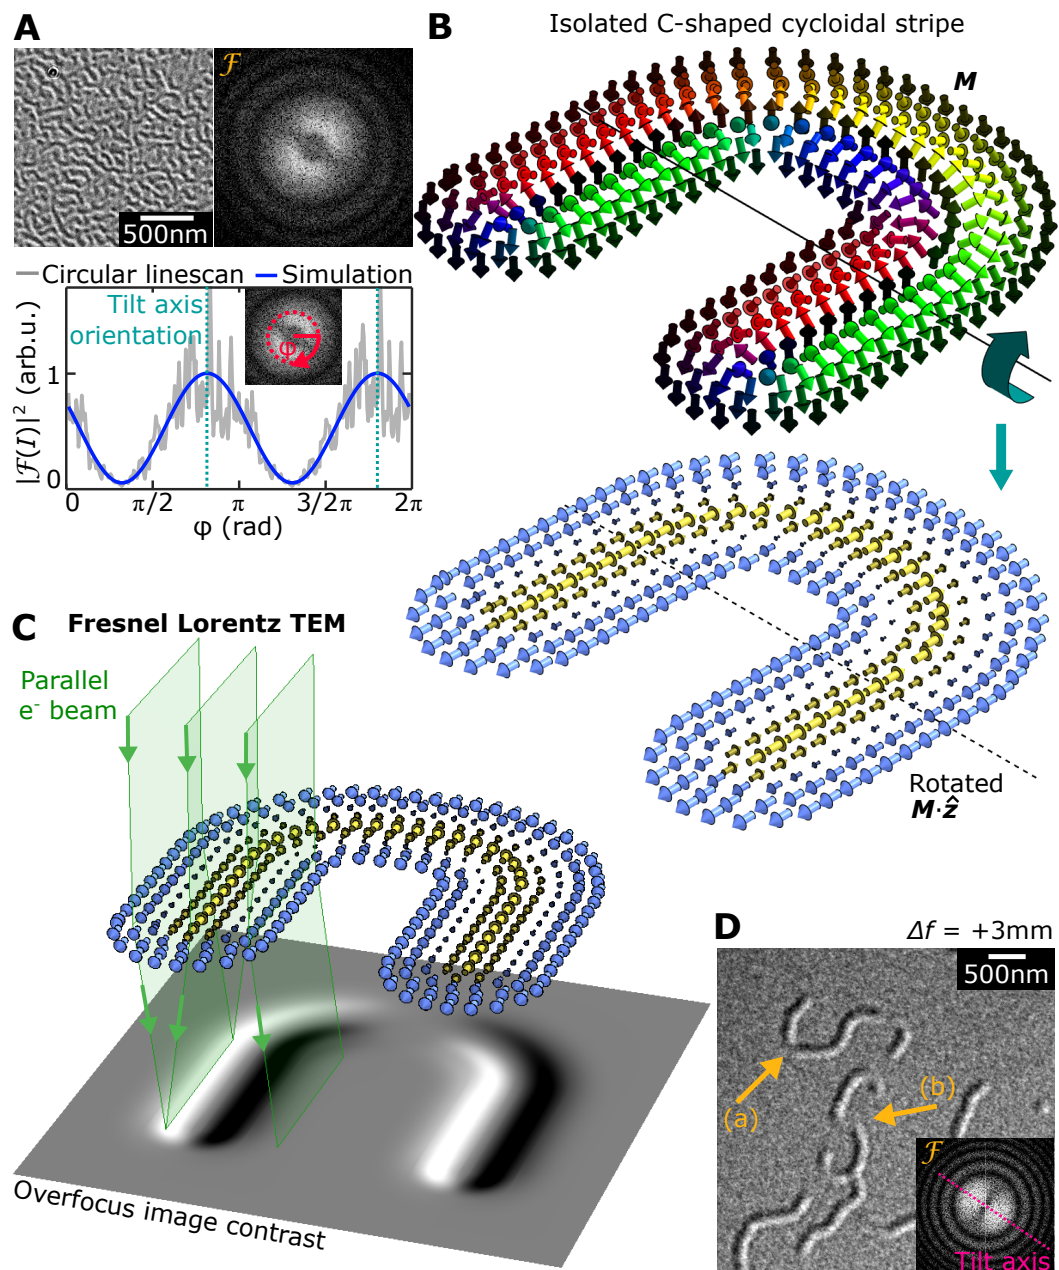 A
ℱ
500nm
Circular linescan
Simulation
Tilt axis
orientation
φ
|ℱ(I)|² (arb.u.)
1
0
0
π/2
π
3/2π
2π
φ (rad)
B
Isolated C-shaped cycloidal stripe
M
Rotated
M·ẑ
C
Fresnel Lorentz TEM
Parallel
e⁻ beam
Overfocus image contrast
D
Δf = +3mm
500nm
(a)
(b)
ℱ
Tilt axis